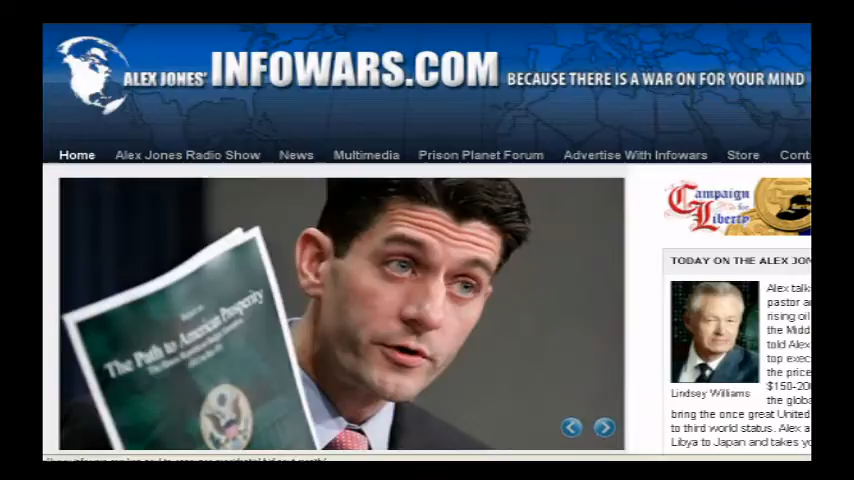 ALEX JONES' INFOWARS.COM BECAUSE THERE IS A WAR ON FOR YOUR MIND
Home Alex Jones Radio Show News Multimedia Prison Planet Forum Advertise With Infowars Store Cont
Campaign for Liberty
The Path to American Prosperity
TODAY ON THE ALEX JON
Alex talk
pastor a
rising oil
the Midd
told Alex
top exec
the price
$150-20
the globa
Lindsey Williams
bring the once great United
to third world status. Alex a
Libya to Japan and takes yo